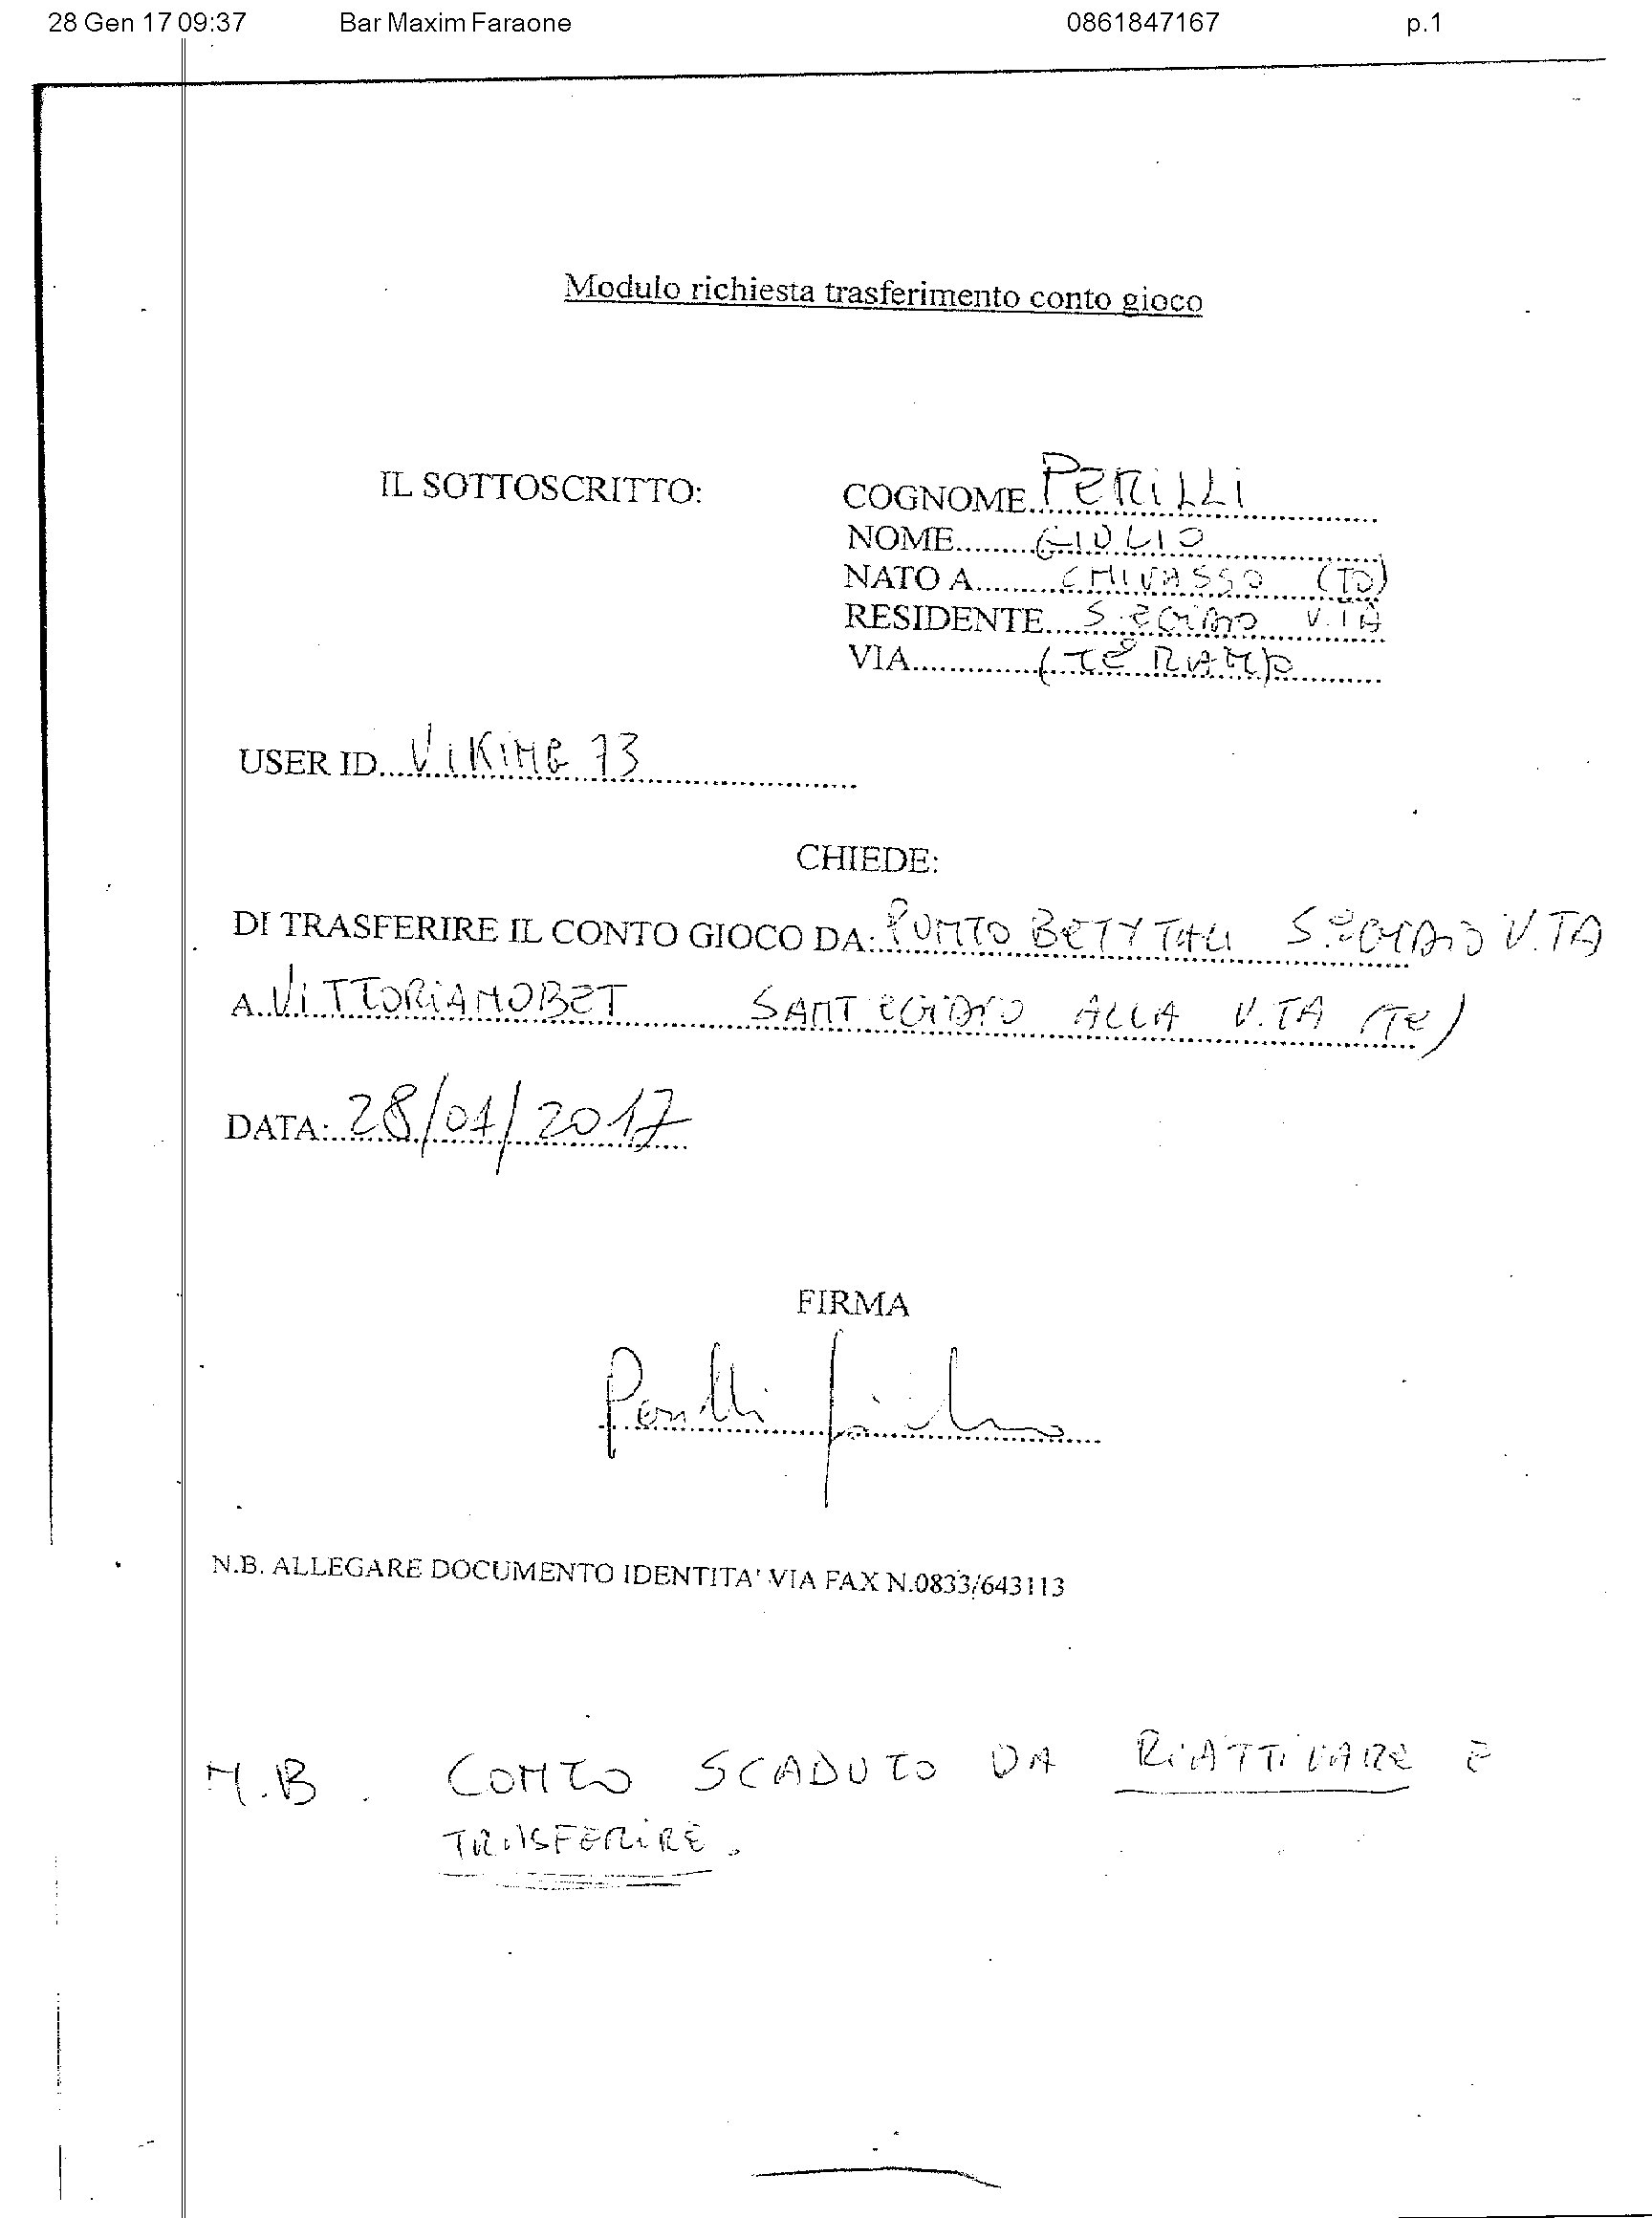 28 Gen 17 09:37 Bar Maxim Faraone 0861847167 p.1
Modulo richiesta trasferimento conto gioco
IL SOTTOSCRITTO: COGNOME PERILLI
NOME GIULIO
NATO A CHIVASSO (TO)
RESIDENTE S. EGIDIO V.TA
VIA (TERAMO)
USER ID VIKING 73
CHIEDE:
DI TRASFERIRE IL CONTO GIOCO DA: PUNTO BETYTALI S. EGIDIO V.TA
A VITTORIANOBET SANT EGIDIO ALLA V.TA (TE)
DATA: 28/01/2017
FIRMA
Perilli Giulio
N.B. ALLEGARE DOCUMENTO IDENTITA' VIA FAX N.0833/643113
N.B. CONTO SCADUTO DA RIATTIVARE E
TRASFERIRE.